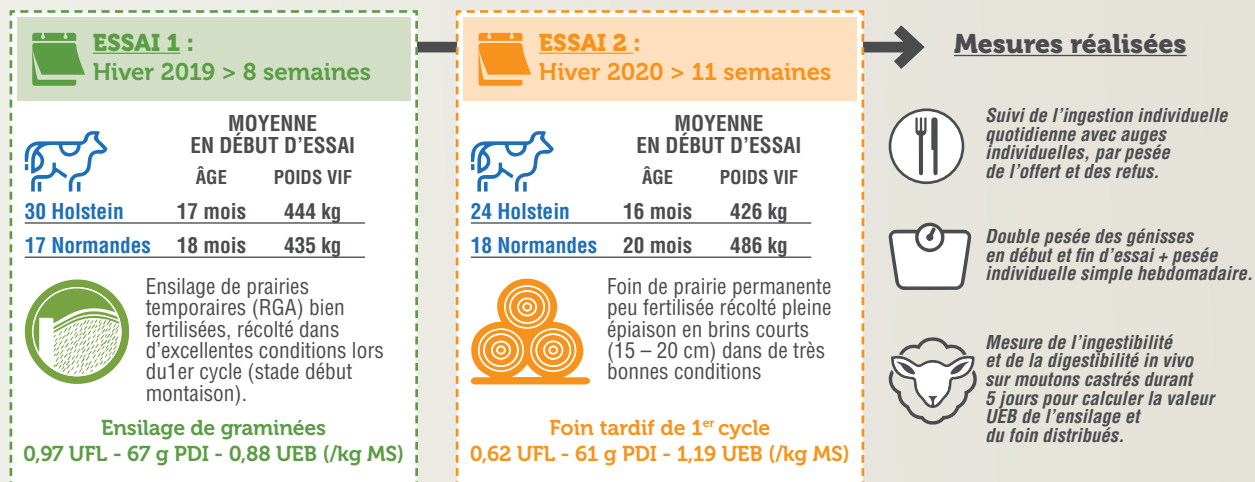 ESSAI 1 :
Hiver 2019 > 8 semaines
MOYENNE
EN DÉBUT D'ESSAI
ÂGE POIDS VIF
30 Holstein 17 mois 444 kg
17 Normandes 18 mois 435 kg
Ensilage de prairies
temporaires (RGA) bien
fertilisées, récolté dans
d'excellentes conditions lors
du1er cycle (stade début
montaison).
Ensilage de graminées
0,97 UFL - 67 g PDI - 0,88 UEB (/kg MS)
ESSAI 2 :
Hiver 2020 > 11 semaines
MOYENNE
EN DÉBUT D'ESSAI
ÂGE POIDS VIF
24 Holstein 16 mois 426 kg
18 Normandes 20 mois 486 kg
Foin de prairie permanente
peu fertilisée récolté pleine
épiaison en brins courts
(15 – 20 cm) dans de très
bonnes conditions
Foin tardif de 1er cycle
0,62 UFL - 61 g PDI - 1,19 UEB (/kg MS)
Mesures réalisées
Suivi de l'ingestion individuelle
quotidienne avec auges
individuelles, par pesée
de l'offert et des refus.
Double pesée des génisses
en début et fin d'essai + pesée
individuelle simple hebdomadaire.
Mesure de l'ingestibilité
et de la digestibilité in vivo
sur moutons castrés durant
5 jours pour calculer la valeur
UEB de l'ensilage et
du foin distribués.